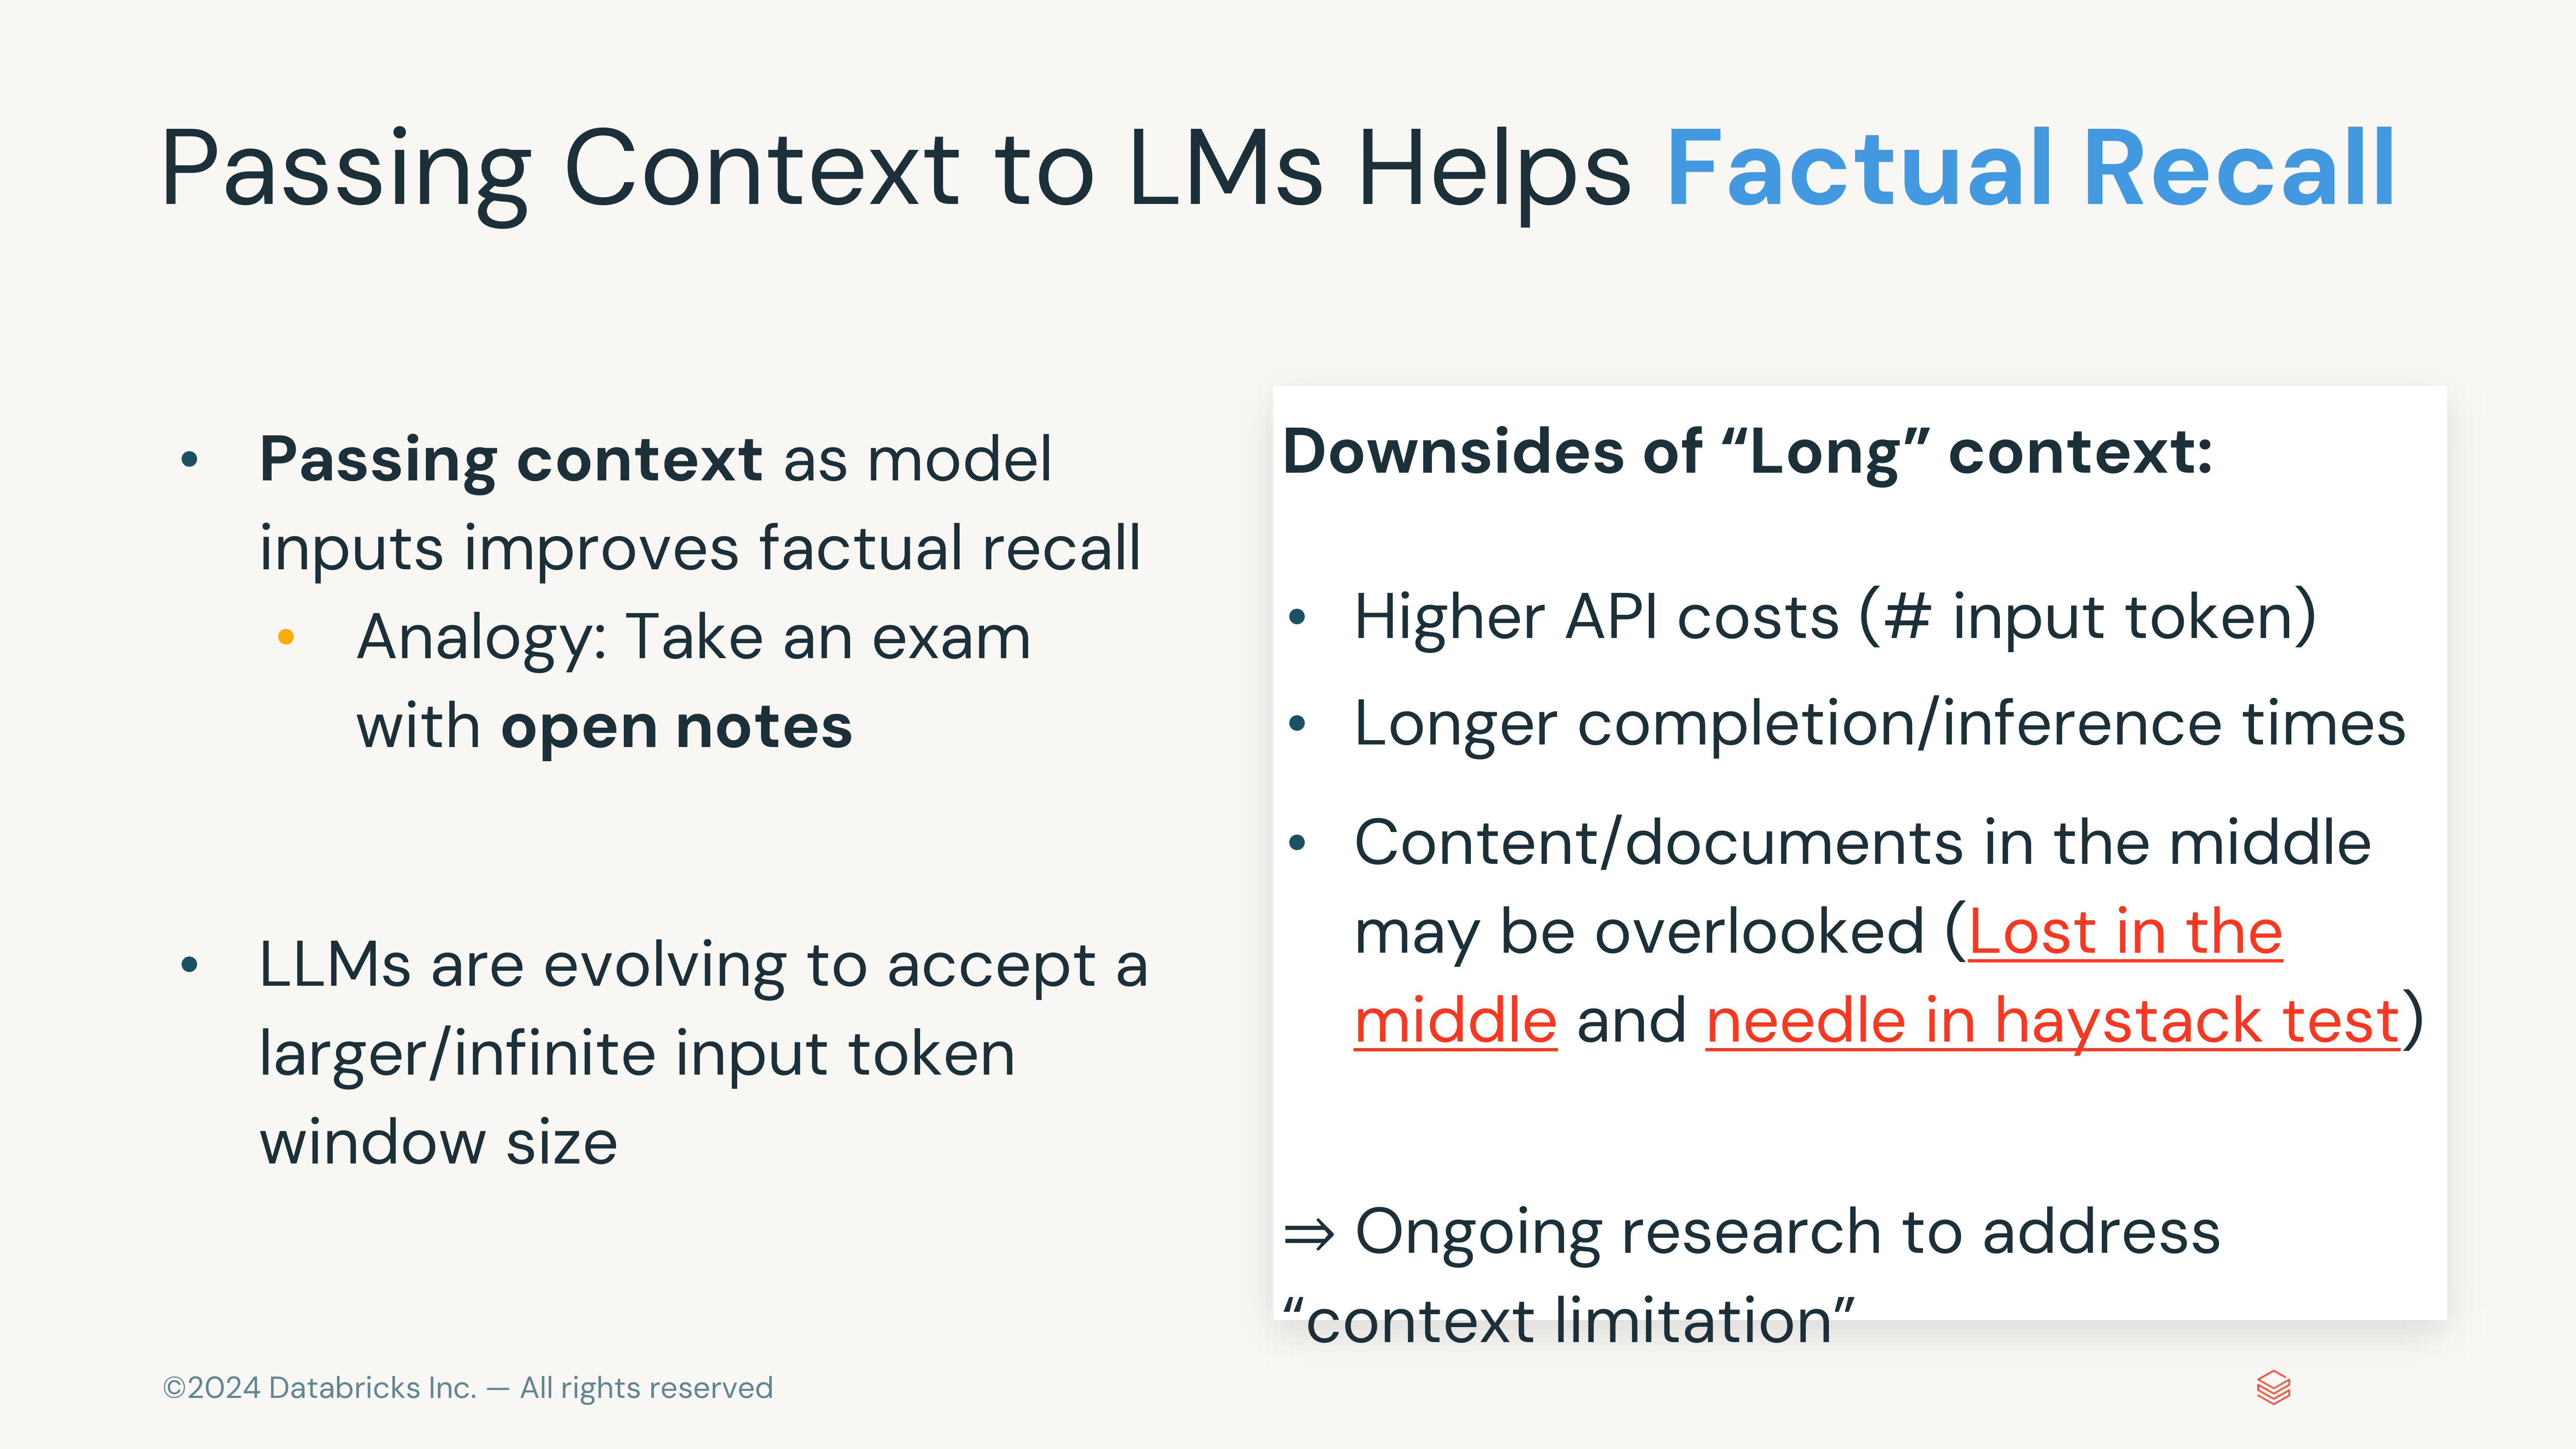 Passing Context to LMs Helps Factual Recall
• Passing context as model
inputs improves factual recall
• Analogy: Take an exam
with open notes
• LLMs are evolving to accept a
larger/infinite input token
window size
Downsides of “Long” context:
• Higher API costs (# input token)
• Longer completion/inference times
• Content/documents in the middle
may be overlooked (Lost in the
middle and needle in haystack test)
⇒ Ongoing research to address
“context limitation”
©2024 Databricks Inc. — All rights reserved